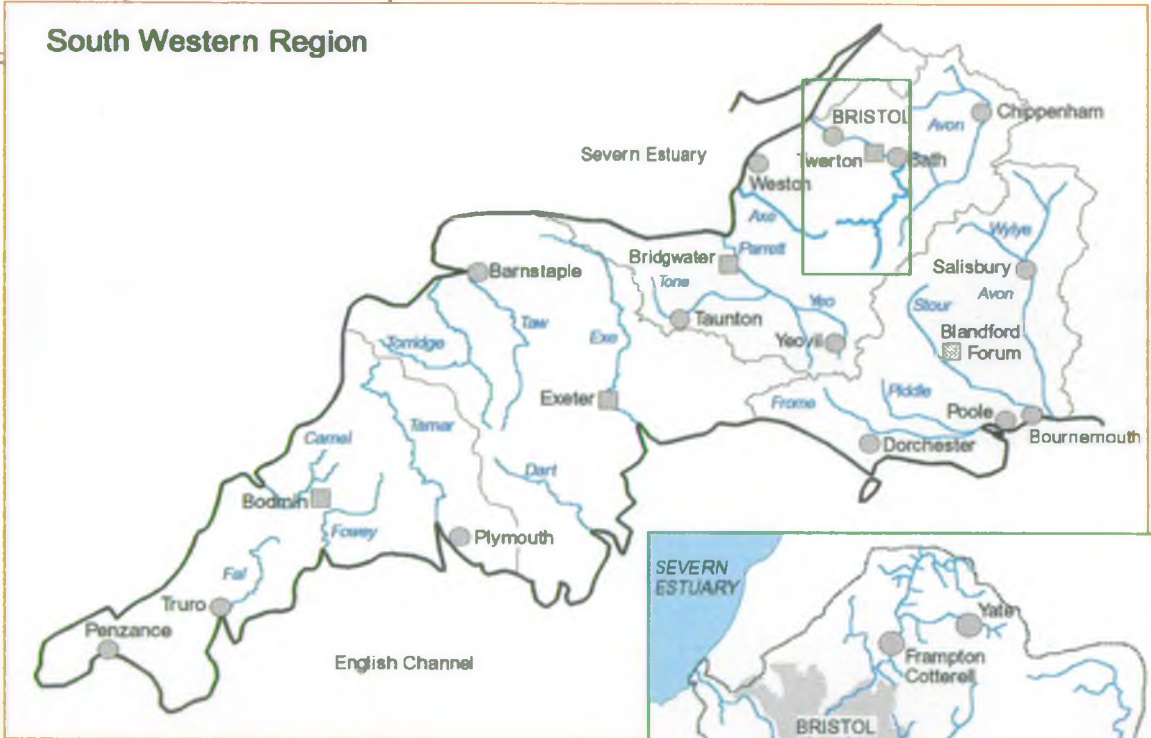 South Western Region
BRISTOL
Avon
Chippenham
Severn Estuary
Twerton
Bath
Weston
Axe
Wylye
Parrett
Bridgwater
Salisbury
Barnstaple
Tone
Avon
Stour
Yeo
Taw
Taunton
Blandford
Forum
Exe
Yeovil
Torridge
Exeter
Piddle
Frome
Poole
Tamar
Bournemouth
Camel
Dorchester
Dart
Bodmin
Fowey
Plymouth
SEVERN
ESTUARY
Fal
Truro
Yate
Penzance
Frampton
Cotterell
English Channel
BRISTOL